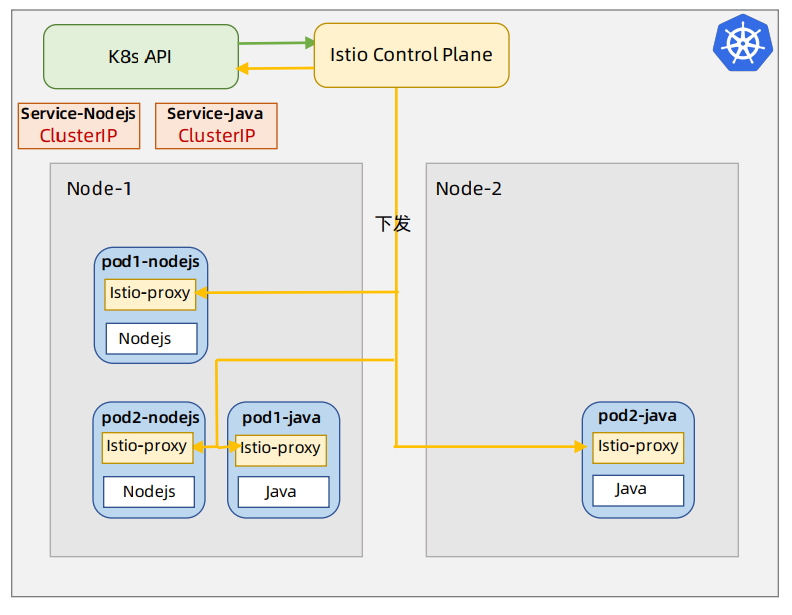 K8s API
Istio Control Plane
Service-Nodejs
ClusterIP
Service-Java
ClusterIP
Node-1
Node-2
下发
pod1-nodejs
Istio-proxy
Nodejs
pod2-nodejs
Istio-proxy
Nodejs
pod1-java
Istio-proxy
Java
pod2-java
Istio-proxy
Java